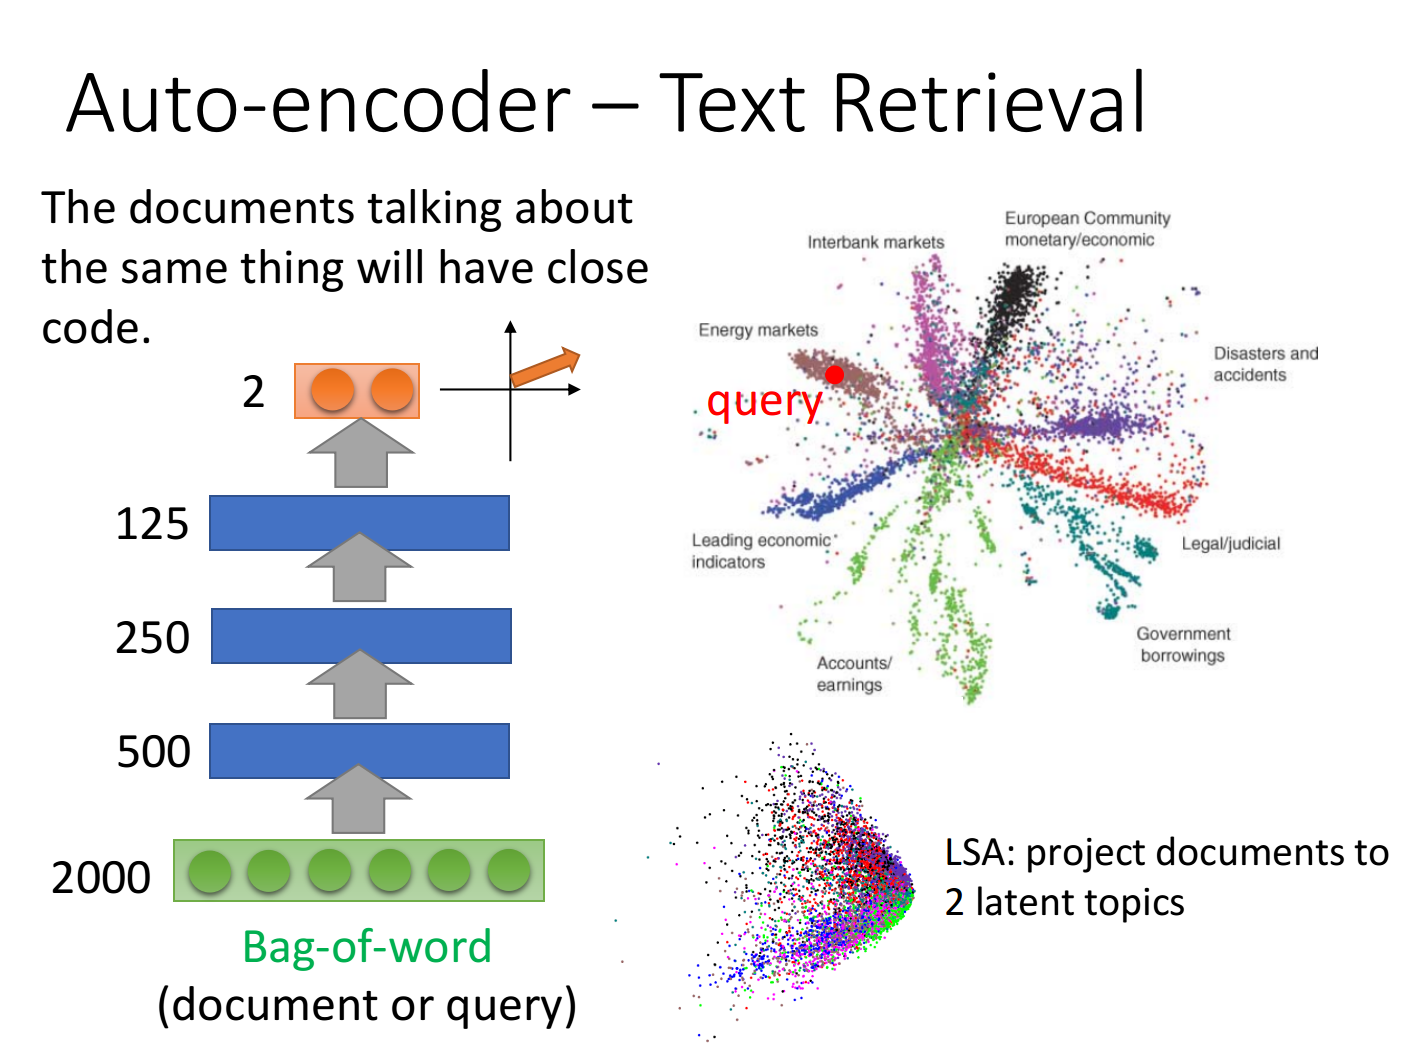 Auto-encoder – Text Retrieval
The documents talking about
the same thing will have close
code.
2
125
250
500
2000
Bag-of-word
(document or query)
Interbank markets
European Community
monetary/economic
Energy markets
query
Disasters and
accidents
Leading economic
indicators
Legal/judicial
Government
borrowings
Accounts/
earnings
LSA: project documents to
2 latent topics